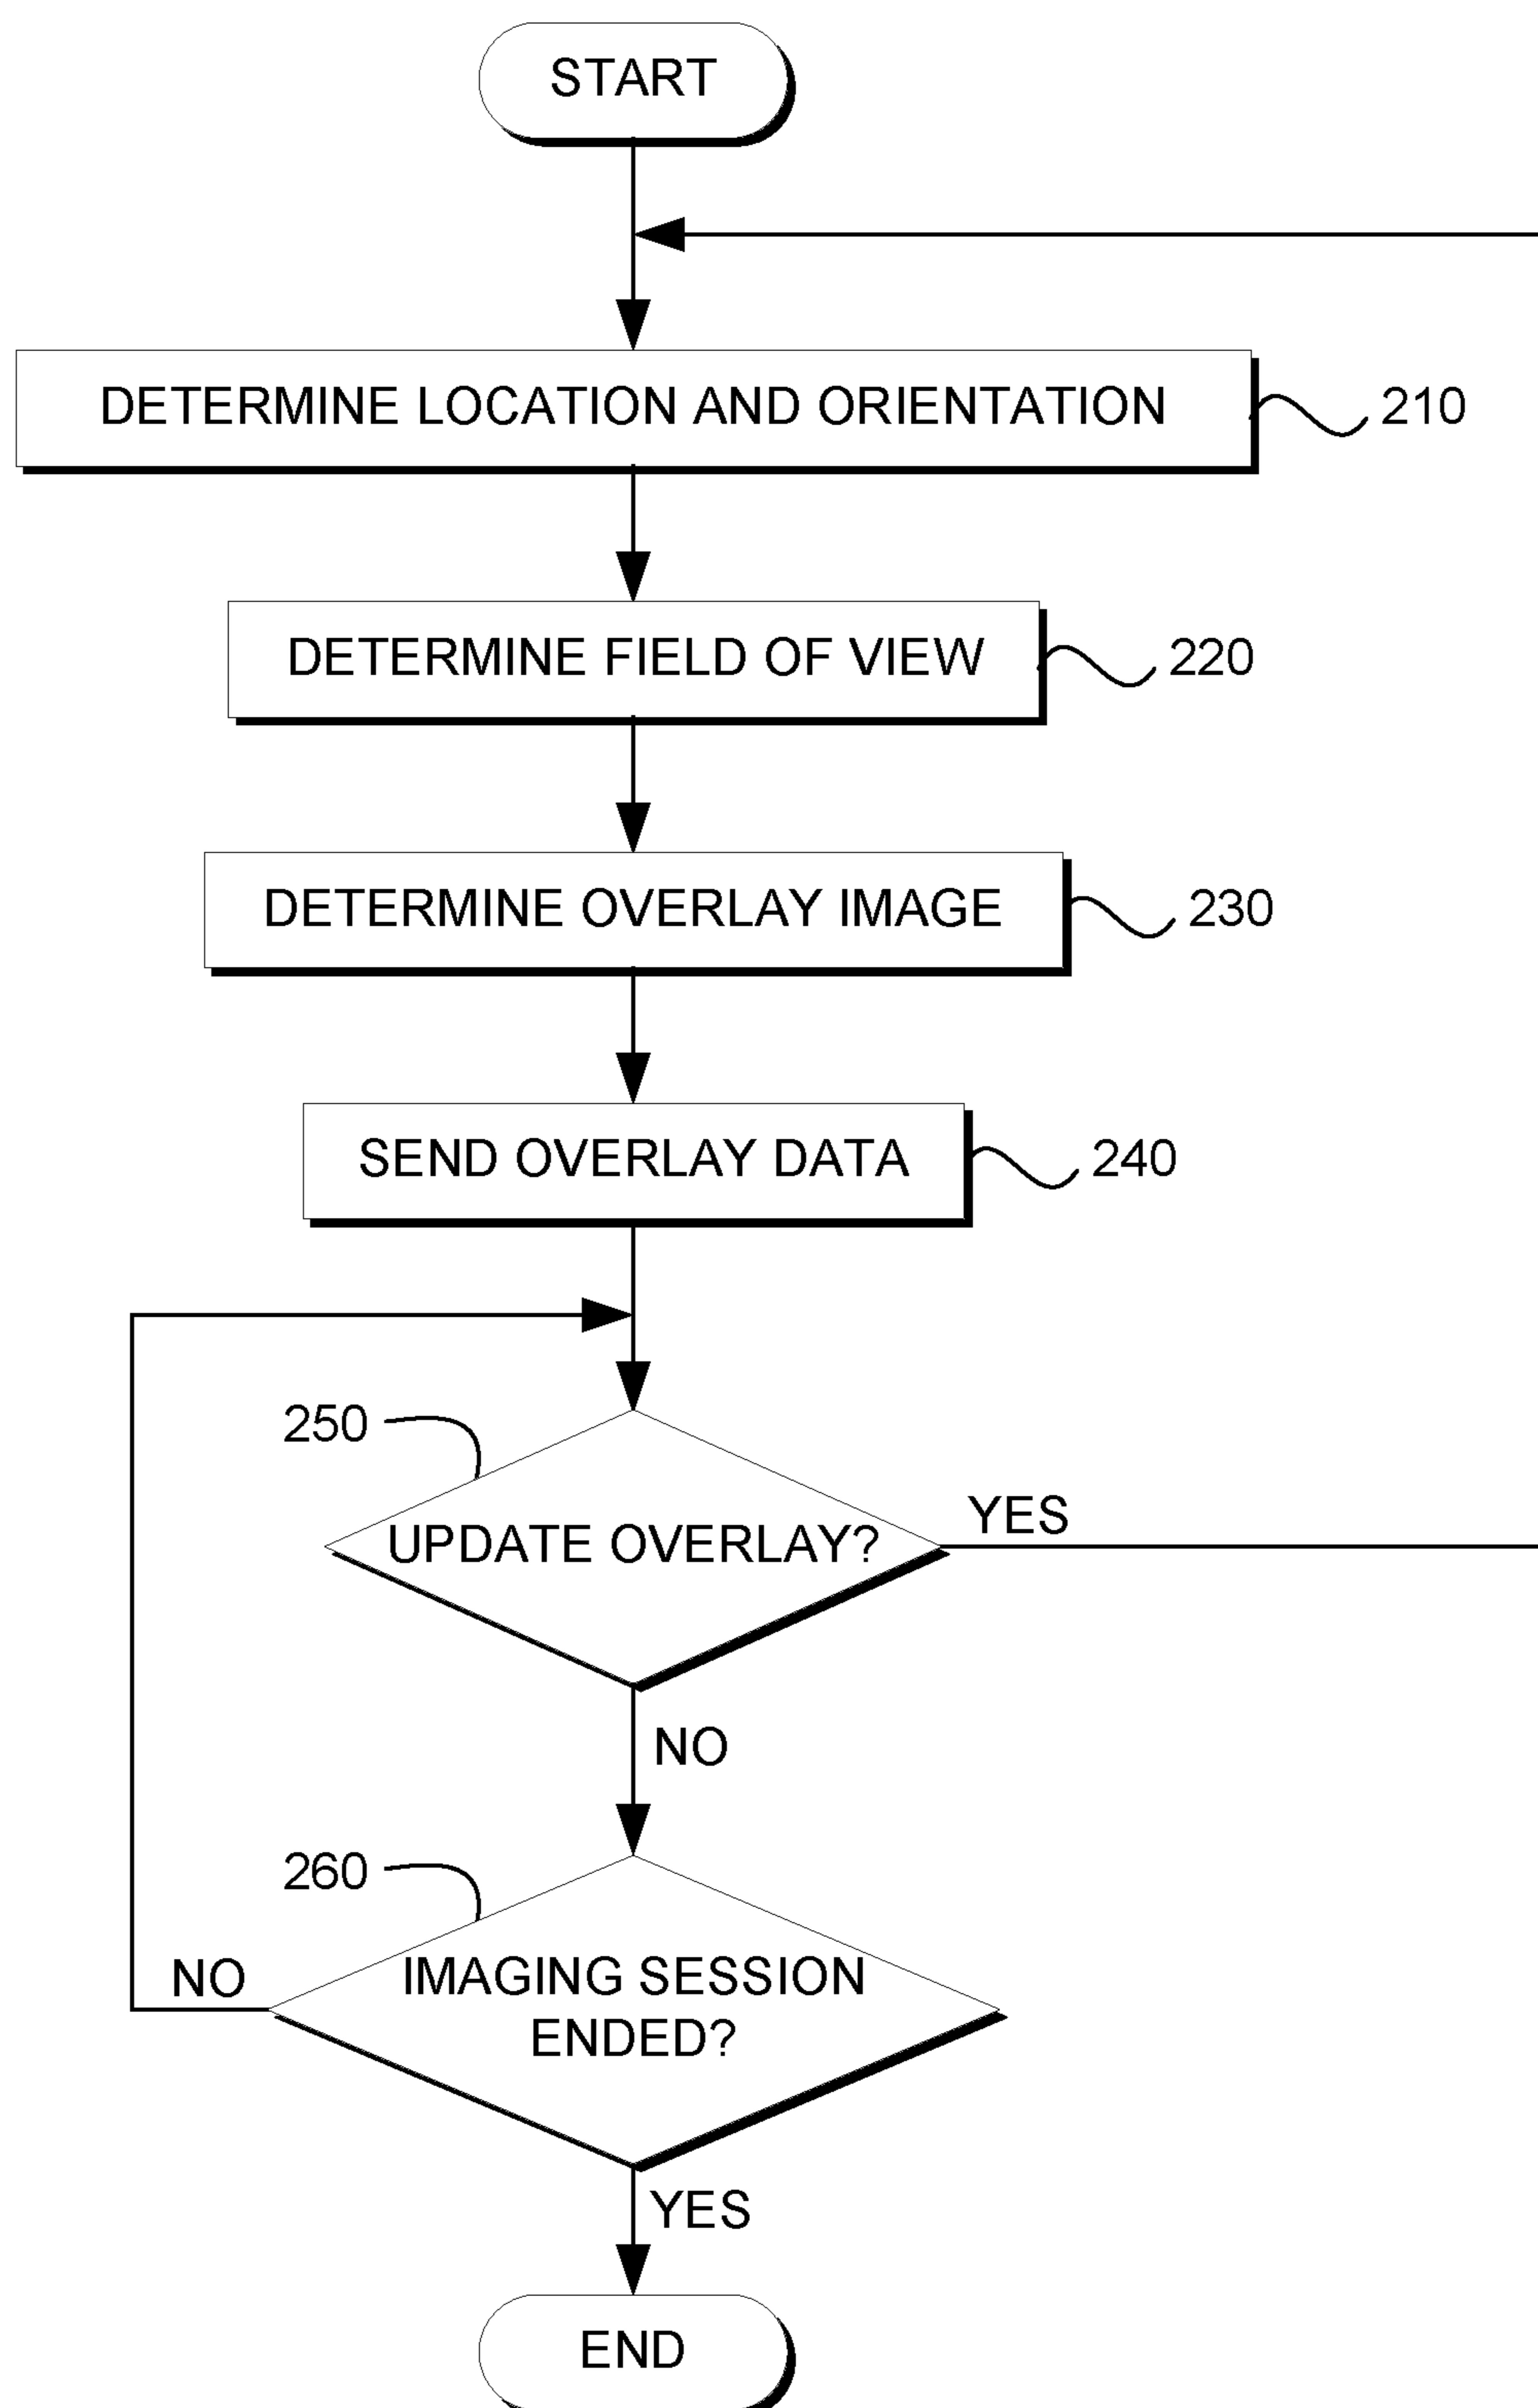 START
DETERMINE LOCATION AND ORIENTATION
210
DETERMINE FIELD OF VIEW
220
DETERMINE OVERLAY IMAGE
230
SEND OVERLAY DATA
240
250
UPDATE OVERLAY?
YES
NO
260
IMAGING SESSION
ENDED?
NO
YES
END